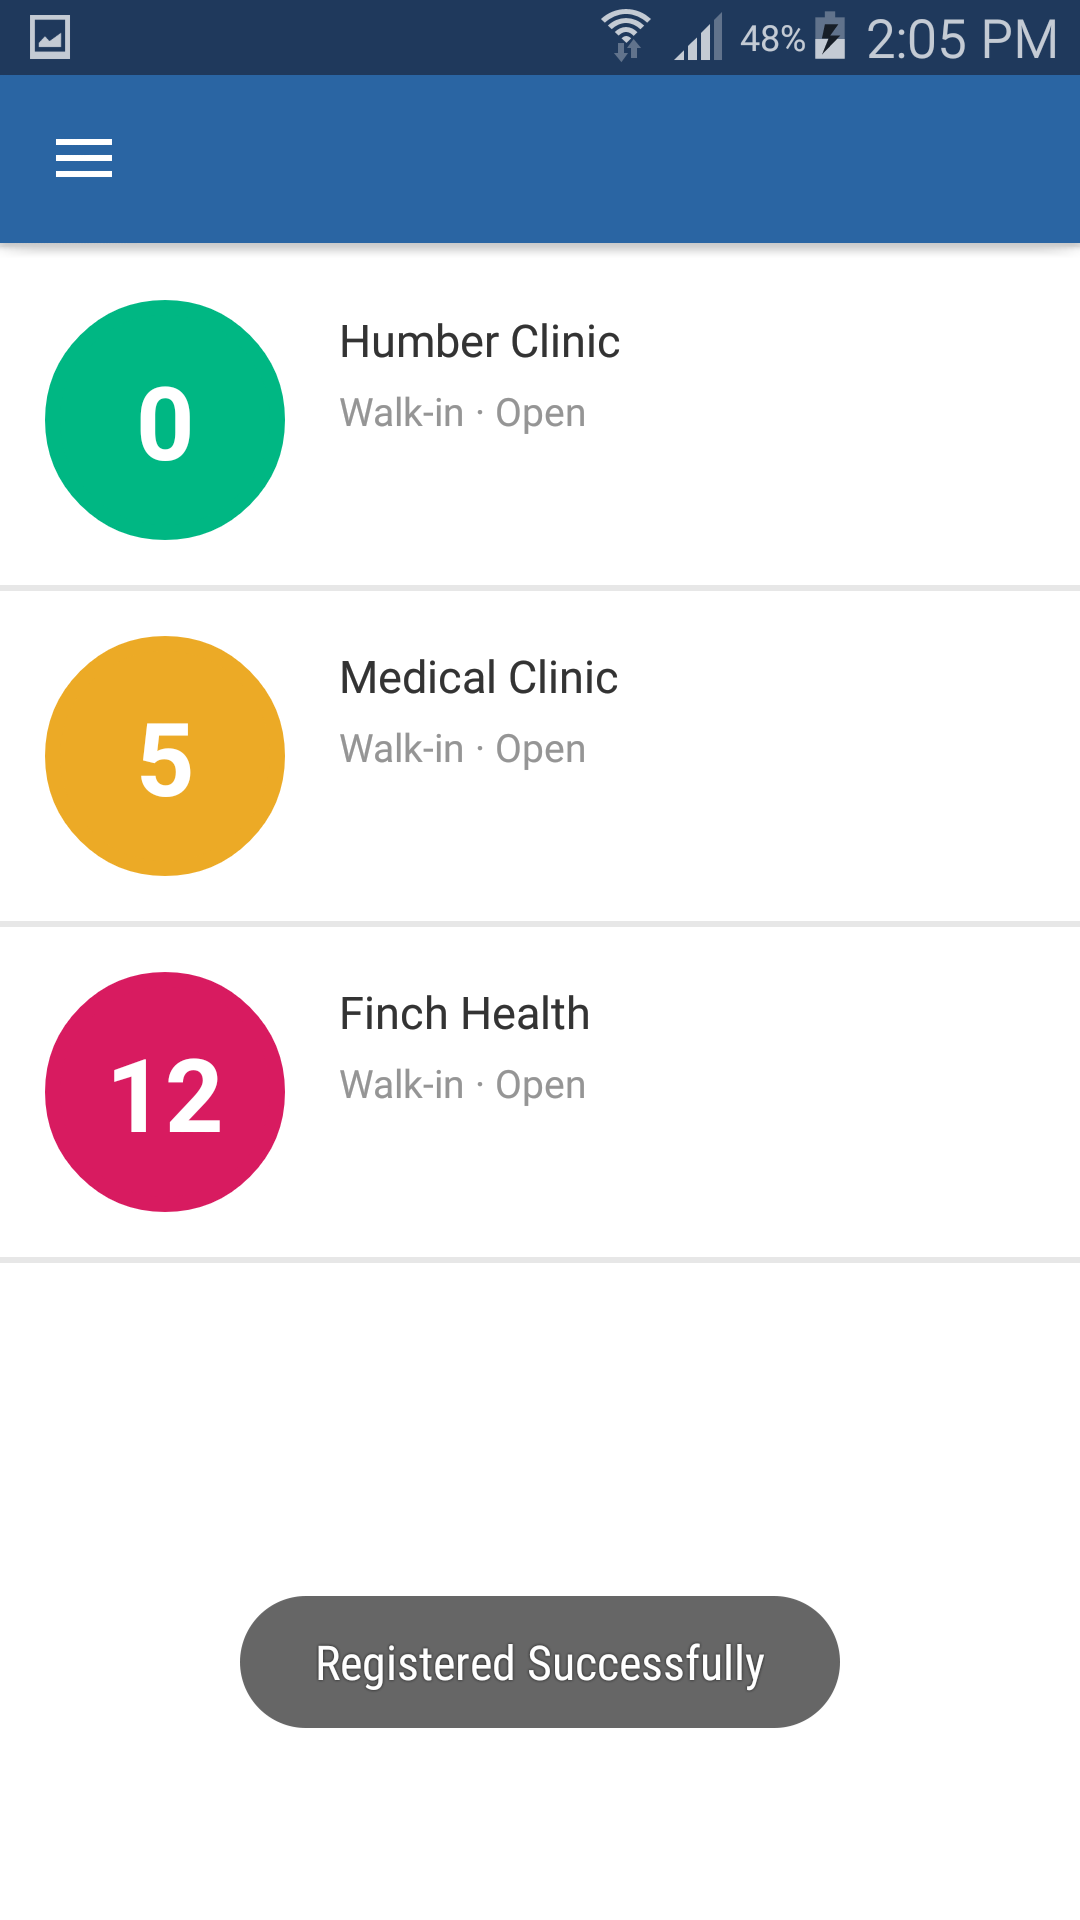 48% 2:05 PM
0
Humber Clinic
Walk-in · Open
5
Medical Clinic
Walk-in · Open
12
Finch Health
Walk-in · Open
Registered Successfully